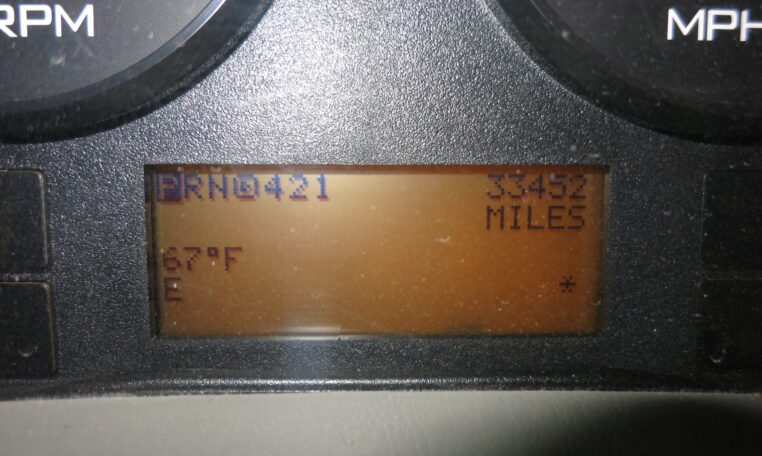 RPM
MPH
PRND421 33452
MILES
67°F
E *